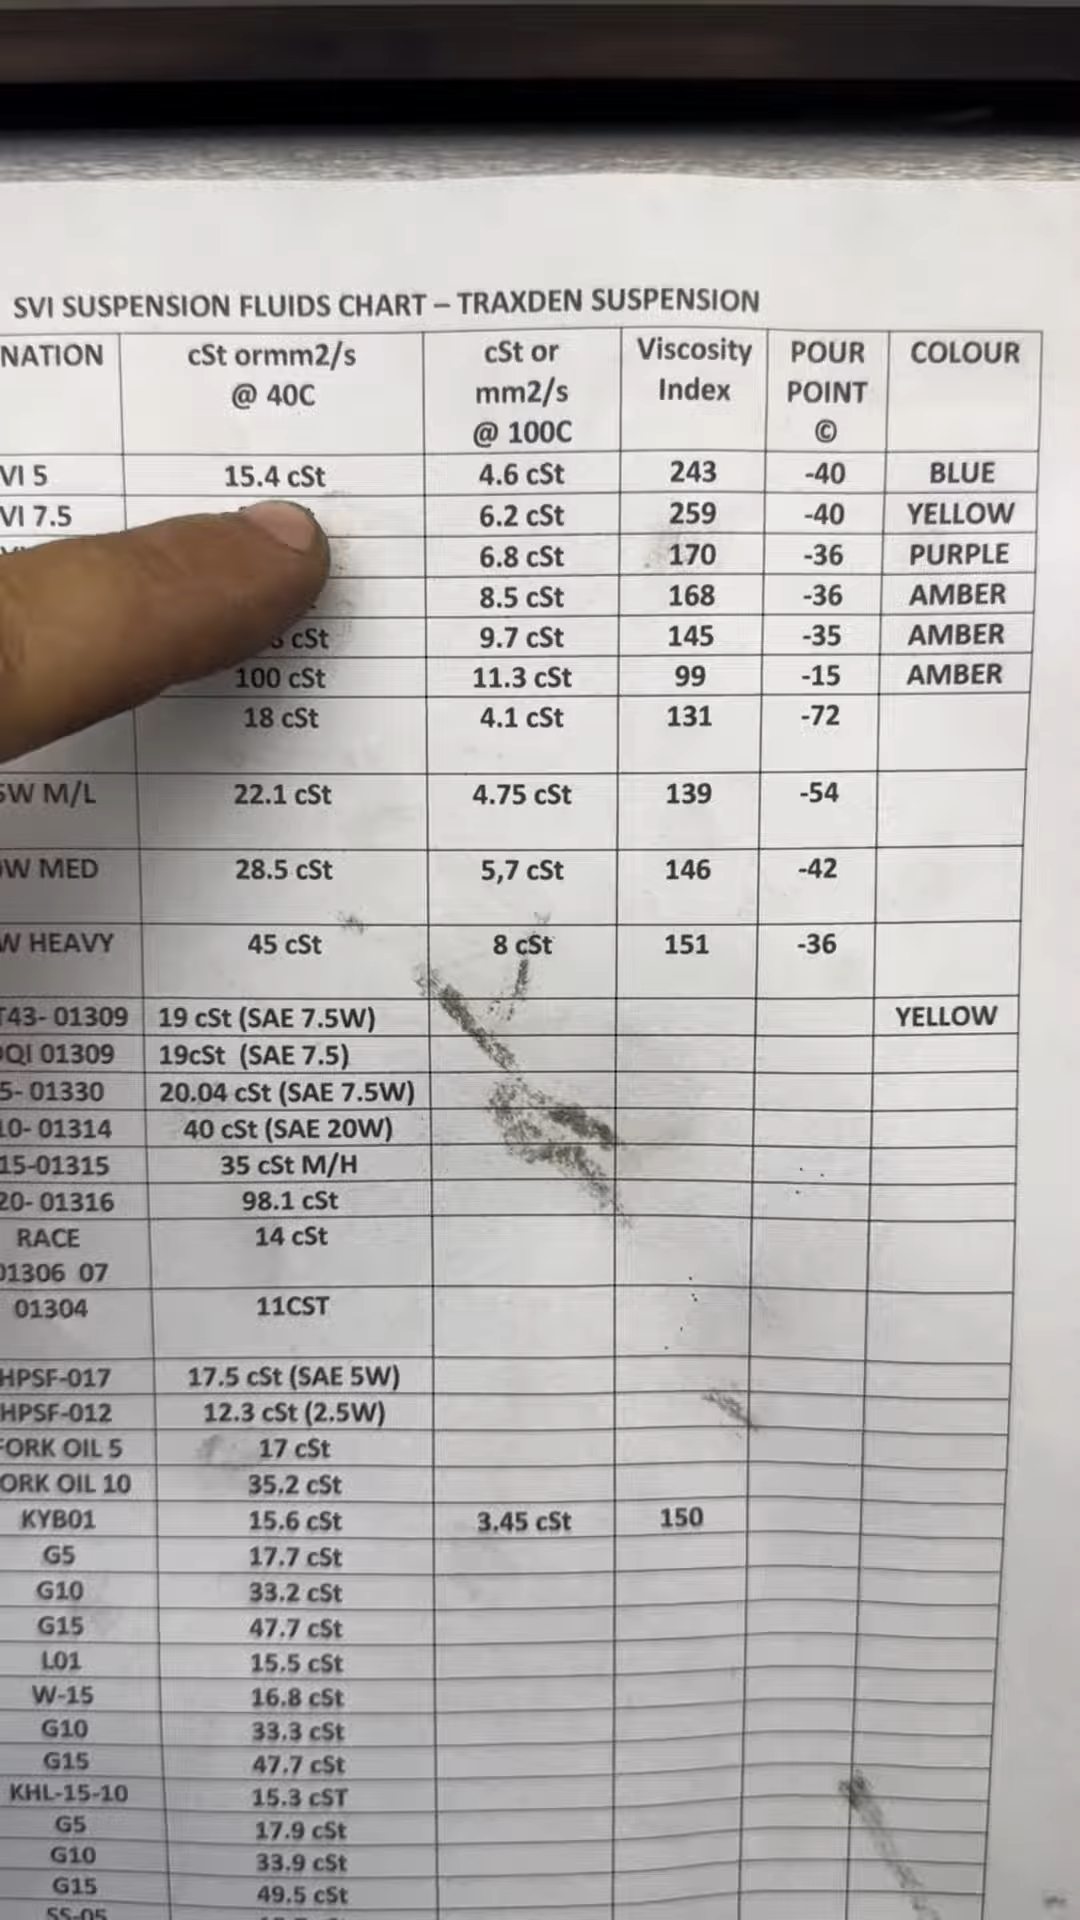 SVI SUSPENSION FLUIDS CHART – TRAXDEN SUSPENSION
NATION cSt ormm2/s @ 40C cSt or mm2/s @ 100C Viscosity Index POUR POINT © COLOUR
VI 5 15.4 cSt 4.6 cSt 243 -40 BLUE
VI 7.5 6.2 cSt 259 -40 YELLOW
6.8 cSt 170 -36 PURPLE
8.5 cSt 168 -36 AMBER
cSt 9.7 cSt 145 -35 AMBER
100 cSt 11.3 cSt 99 -15 AMBER
18 cSt 4.1 cSt 131 -72
5W M/L 22.1 cSt 4.75 cSt 139 -54
W MED 28.5 cSt 5,7 cSt 146 -42
W HEAVY 45 cSt 8 cSt 151 -36
T43- 01309 19 cSt (SAE 7.5W) YELLOW
QI 01309 19cSt (SAE 7.5)
5- 01330 20.04 cSt (SAE 7.5W)
10- 01314 40 cSt (SAE 20W)
15-01315 35 cSt M/H
20- 01316 98.1 cSt
RACE 14 cSt
01306 07
01304 11CST
HPSF-017 17.5 cSt (SAE 5W)
HPSF-012 12.3 cSt (2.5W)
FORK OIL 5 17 cSt
ORK OIL 10 35.2 cSt
KYB01 15.6 cSt 3.45 cSt 150
G5 17.7 cSt
G10 33.2 cSt
G15 47.7 cSt
L01 15.5 cSt
W-15 16.8 cSt
G10 33.3 cSt
G15 47.7 cSt
KHL-15-10 15.3 cST
G5 17.9 cSt
G10 33.9 cSt
G15 49.5 cSt
SS-05